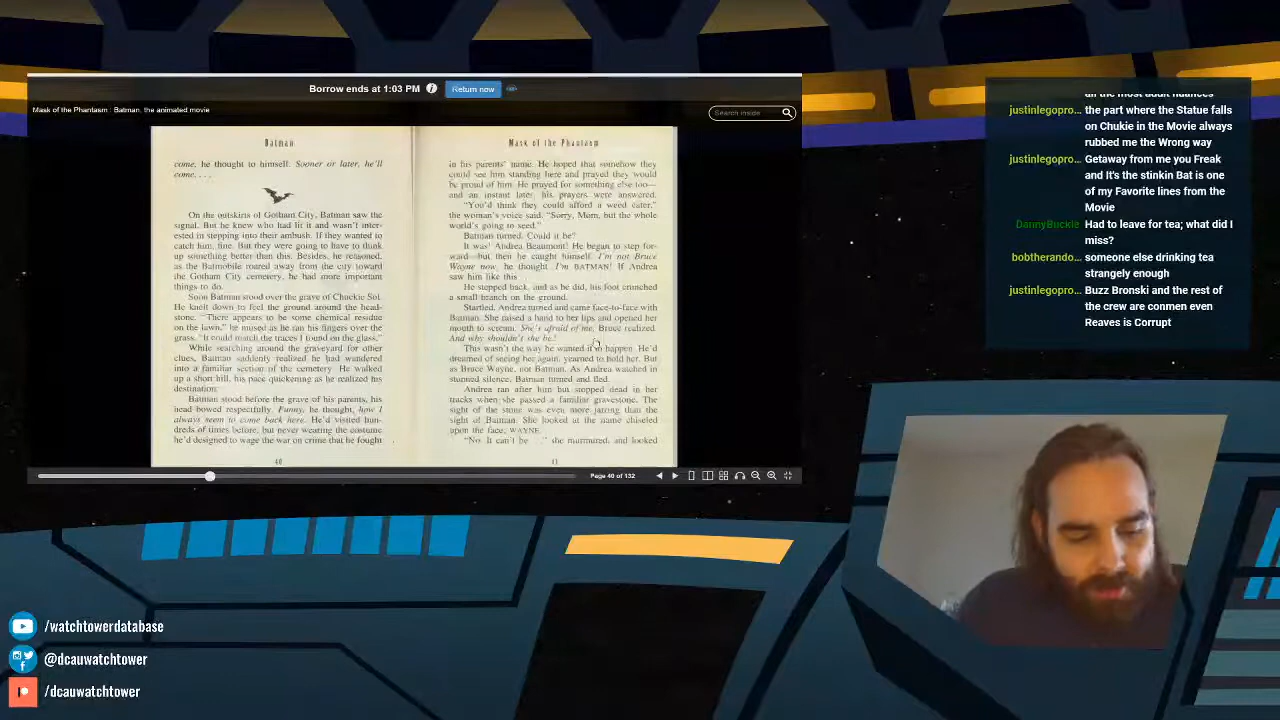 Borrow ends at 1:03 PM
Return now
Mask of the Phantasm : Batman, the animated movie
Search inside
Batman
come, he thought to himself. Sooner or later, he'll
come. . . .
On the outskirts of Gotham City, Batman saw the
signal. But he knew who had lit it and wasn't inter-
ested in stepping into their ambush. If they wanted to
catch him, fine. But they were going to have to think
up something better than this. Besides, he reasoned,
as the Batmobile roared away from the city toward
the Gotham City cemetery, he had more important
things to do.
Soon Batman stood over the grave of Chuckie Sol.
He knelt down to feel the ground around the head-
stone. "There appears to be some chemical residue
on the lawn," he mused as he ran his fingers over the
grass. "It could match the traces I found on the glass."
While searching around the graveyard for other
clues, Batman suddenly realized he had wandered
into a familiar section of the cemetery. He walked
up a short hill, his pace quickening as he realized his
destination.
Batman stood before the grave of his parents, his
head bowed respectfully. Funny, he thought, how I
always seem to come back here. He'd visited hun-
dreds of times before, but never wearing the costume
he'd designed to wage the war on crime that he fought
40
Mask of the Phantasm
in his parents' name. He hoped that somehow they
could see him standing here and prayed they would
be proud of him. He prayed for something else too—
and an instant later, his prayers were answered.
"You'd think they could afford a weed eater,"
the woman's voice said. "Sorry, Mom, but the whole
world's going to seed."
Batman turned. Could it be?
It was! Andrea Beaumont! He began to step for-
ward—but then he caught himself. I'm not Bruce
Wayne now, he thought. I'm BATMAN! If Andrea
saw him like this
He stepped back, and as he did, his foot crunched
a small branch on the ground.
Startled, Andrea turned and came face-to-face with
Batman. She raised a hand to her lips and opened her
mouth to scream. She's afraid of me, Bruce realized.
And why shouldn't she be?
This wasn't the way he wanted it to happen. He'd
dreamed of seeing her again, yearned to hold her. But
as Bruce Wayne, not Batman. As Andrea watched in
stunned silence, Batman turned and fled.
Andrea ran after him but stopped dead in her
tracks when she passed a familiar gravestone. The
sight of the stone was even more jarring than the
sight of Batman. She looked at the name chiseled
upon the face, WAYNE.
"No. It can't be . . ." she murmured, and looked
41
Page 40 of 132
all the most adult nuances
justinlegopro... the part where the Statue falls
on Chukie in the Movie always
rubbed me the Wrong way
justinlegopro... Getaway from me you Freak
and It's the stinkin Bat is one
of my Favorite lines from the
Movie
DannyBuckle Had to leave for tea; what did I
miss?
bobtherando... someone else drinking tea
strangely enough
justinlegopro... Buzz Bronski and the rest of
the crew are common even
Reaves is Corrupt
/watchtowerdatabase
@dcauwatchtower
/dcauwatchtower